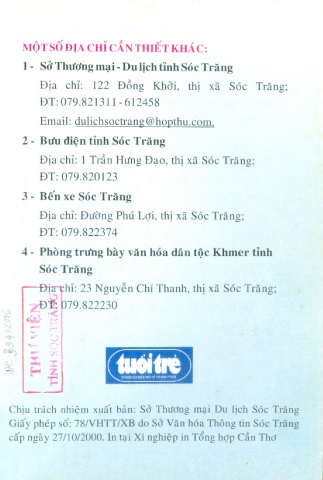 MỘT SỐ ĐỊA CHỈ CẦN THIẾT KHÁC:
1 - Sở Thương mại - Du lịch tỉnh Sóc Trăng
Địa chỉ: 122 Đồng Khởi, thị xã Sóc Trăng;
ĐT: 079.821311 - 612458
Email: dulichsoctrang@hopthu.com.
2 - Bưu điện tỉnh Sóc Trăng
Địa chỉ: 1 Trần Hưng Đạo, thị xã Sóc Trăng;
ĐT: 079.820123
3 - Bến xe Sóc Trăng
Địa chỉ: Đường Phú Lợi, thị xã Sóc Trăng;
ĐT: 079.822374
4 - Phòng trưng bày văn hóa dân tộc Khmer tỉnh
Sóc Trăng
Địa chỉ: 23 Nguyễn Chí Thanh, thị xã Sóc Trăng;
ĐT: 079.822230
THƯ VIỆN
TỈNH SÓC TRĂNG
tuổi trẻ
Chịu trách nhiệm xuất bản: Sở Thương mại Du lịch Sóc Trăng
Giấy phép số: 78/VHTT/XB do Sở Văn hóa Thông tin Sóc Trăng
cấp ngày 27/10/2000. In tại Xí nghiệp in Tổng hợp Cần Thơ